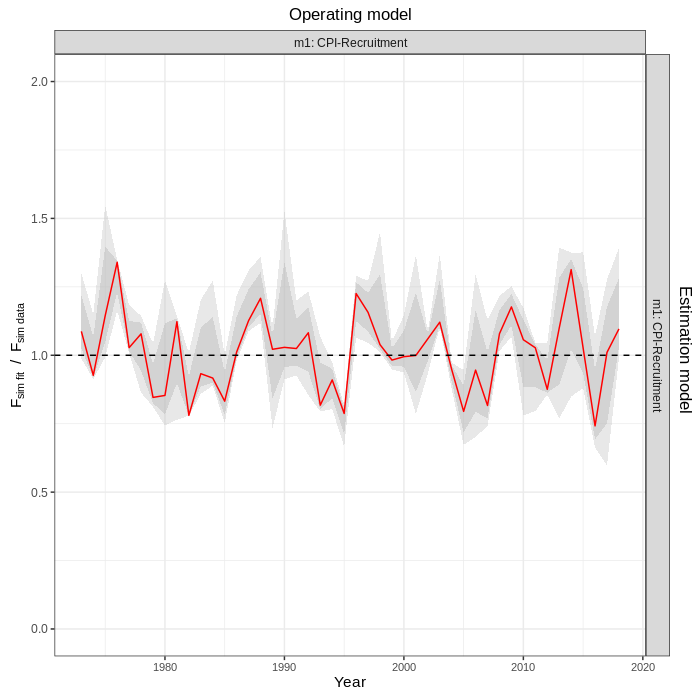 Operating model
m1: CPI-Recruitment
2.0
1.5
1.0
0.5
0.0
Fsim fit / Fsim data
m1: CPI-Recruitment
Estimation model
1980
1990
2000
2010
2020
Year